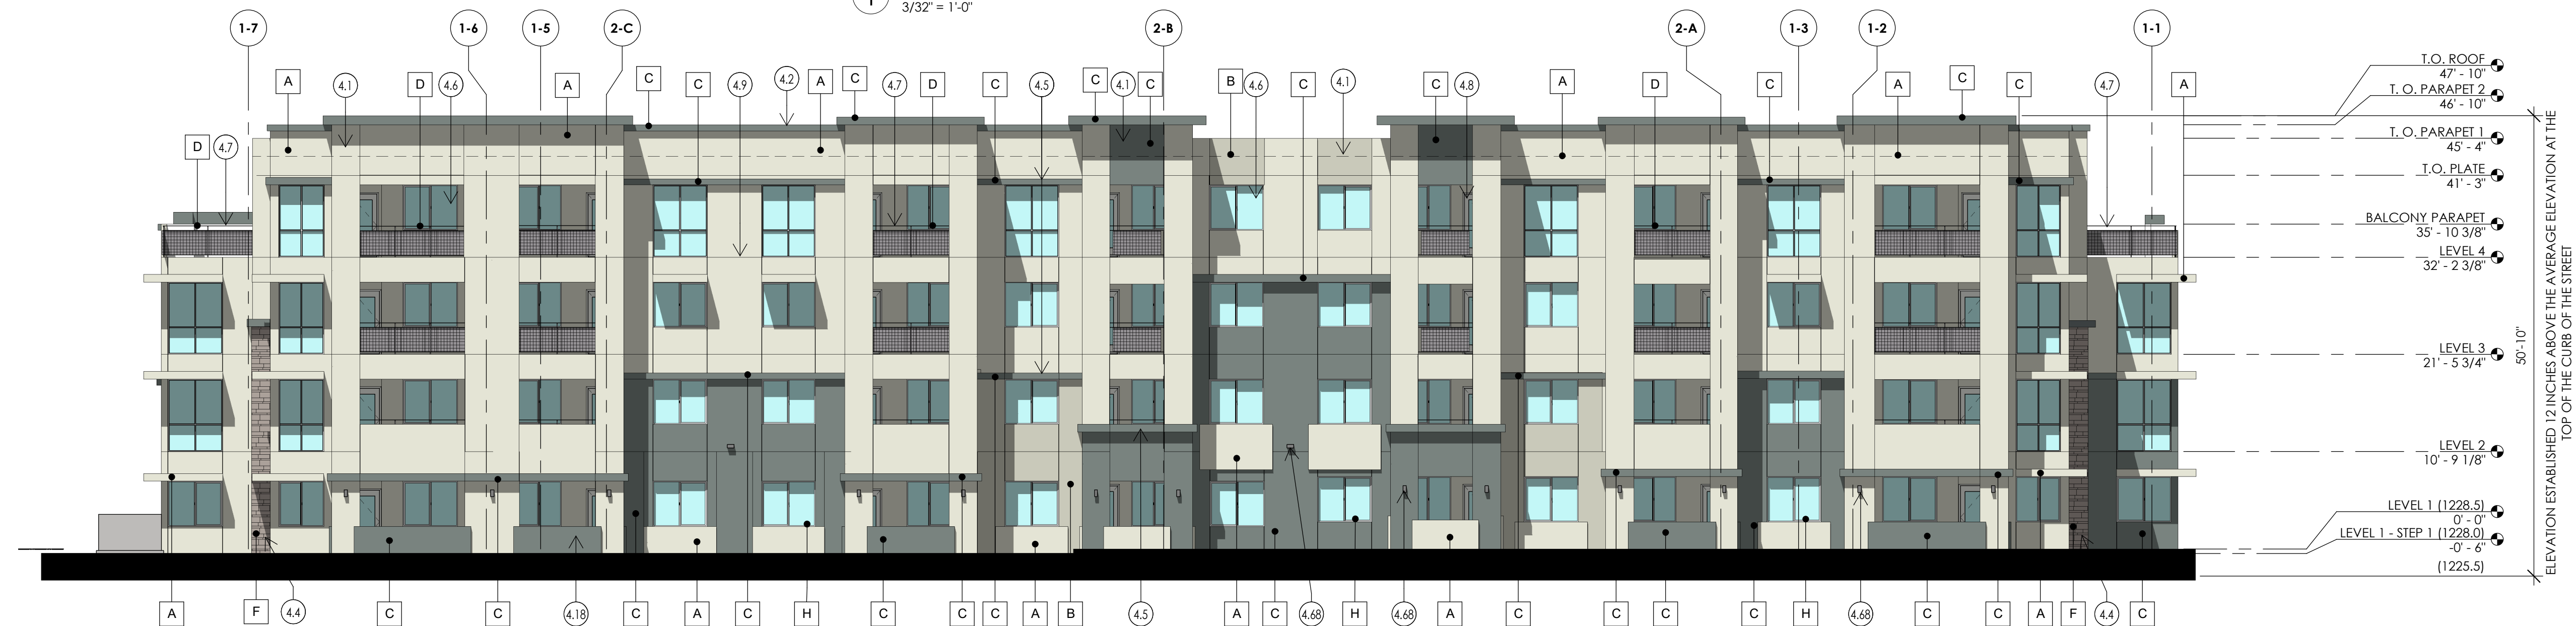 1
3/32" = 1'-0"
1-7
1-6
1-5
2-C
2-B
2-A
1-3
1-2
1-1
A
4.1
D
4.6
A
C
C
4.9
4.2
A
C
4.7
D
C
4.5
C
4.1
C
B
4.6
C
4.1
C
4.8
A
D
C
A
C
C
4.7
A
D
4.7
T.O. ROOF
47' - 10"
T. O. PARAPET 2
46' - 10"
T. O. PARAPET 1
45' - 4"
T.O. PLATE
41' - 3"
BALCONY PARAPET
35' - 10 3/8"
LEVEL 4
32' - 2 3/8"
LEVEL 3
21' - 5 3/4"
LEVEL 2
10' - 9 1/8"
LEVEL 1 (1228.5)
0' - 0"
LEVEL 1 - STEP 1 (1228.0)
-0' - 6"
(1225.5)
50'-10"
ELEVATION ESTABLISHED 12 INCHES ABOVE THE AVERAGE ELEVATION AT THE
TOP OF THE CURB OF THE STREET
A
F
4.4
C
C
4.18
C
A
C
H
C
C
C
A
B
4.5
A
C
4.68
H
4.68
A
C
C
C
C
H
4.68
C
C
A
F
4.4
C